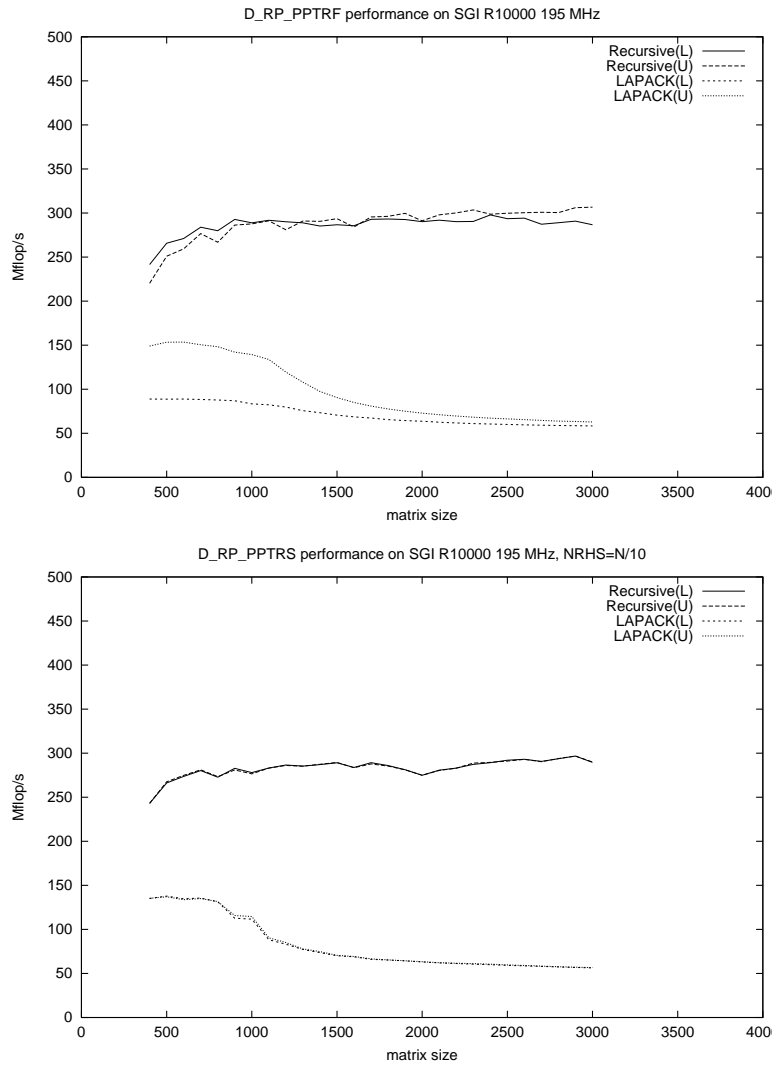 D_RP_PPTRF performance on SGI R10000 195 MHz
500
450
400
350
300
250
200
150
100
50
0
Mflop/s
Recursive(L)
Recursive(U)
LAPACK(L)
LAPACK(U)
0 500 1000 1500 2000 2500 3000 3500 400
matrix size
D_RP_PPTRS performance on SGI R10000 195 MHz, NRHS=N/10
500
450
400
350
300
250
200
150
100
50
0
Mflop/s
Recursive(L)
Recursive(U)
LAPACK(L)
LAPACK(U)
0 500 1000 1500 2000 2500 3000 3500 400
matrix size